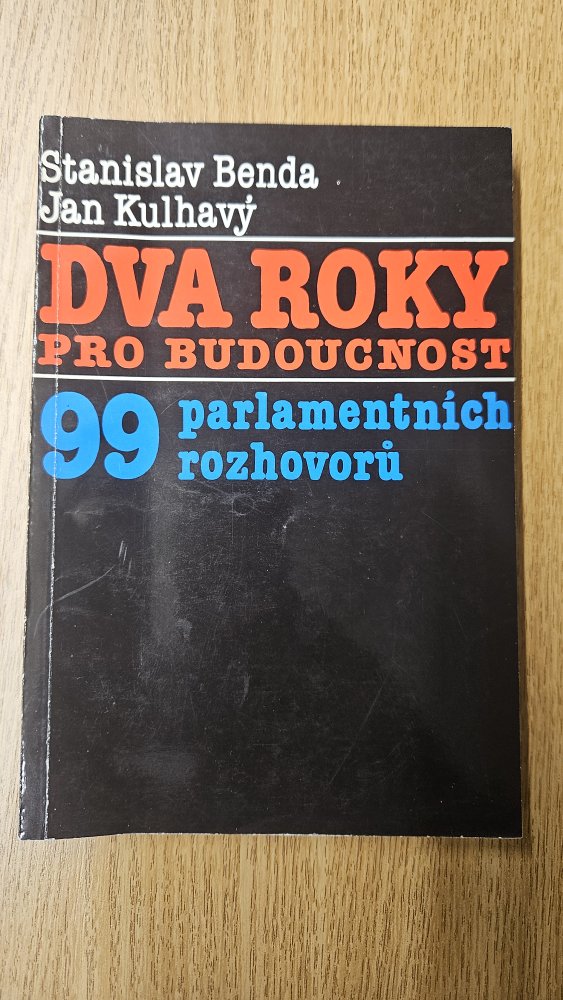 Stanislav Benda
Jan Kulhavý
DVA ROKY
PRO BUDOUCNOST
99 parlamentních
rozhovorů